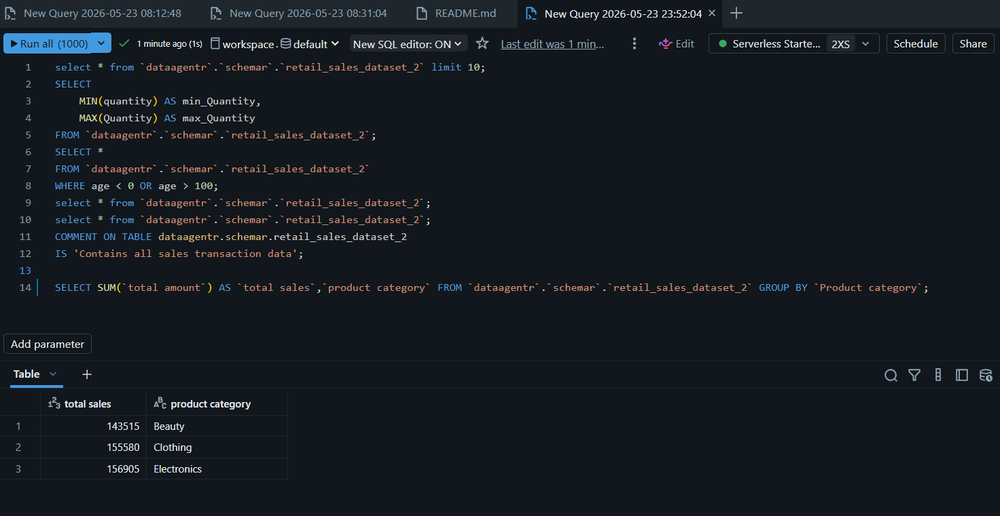 New Query 2026-05-23 08:12:48 New Query 2026-05-23 08:31:04 README.md New Query 2026-05-23 23:52:04
Run all (1000) 1 minute ago (1s) workspace. default New SQL editor: ON Last edit was 1 min... Edit Serverless Starte... 2XS Schedule Share
1 select * from `dataagentr`.`schemar`.`retail_sales_dataset_2` limit 10;
2 SELECT
3 MIN(quantity) AS min_Quantity,
4 MAX(Quantity) AS max_Quantity
5 FROM `dataagentr`.`schemar`.`retail_sales_dataset_2`;
6 SELECT *
7 FROM `dataagentr`.`schemar`.`retail_sales_dataset_2`
8 WHERE age < 0 OR age > 100;
9 select * from `dataagentr`.`schemar`.`retail_sales_dataset_2`;
10 select * from `dataagentr`.`schemar`.`retail_sales_dataset_2`;
11 COMMENT ON TABLE dataagentr.schemar.retail_sales_dataset_2
12 IS 'Contains all sales transaction data';
13
14 SELECT SUM(`total amount`) AS `total sales`,`product category` FROM `dataagentr`.`schemar`.`retail_sales_dataset_2` GROUP BY `Product category`;
Add parameter
Table
123 total sales ABC product category
1 143515 Beauty
2 155580 Clothing
3 156905 Electronics